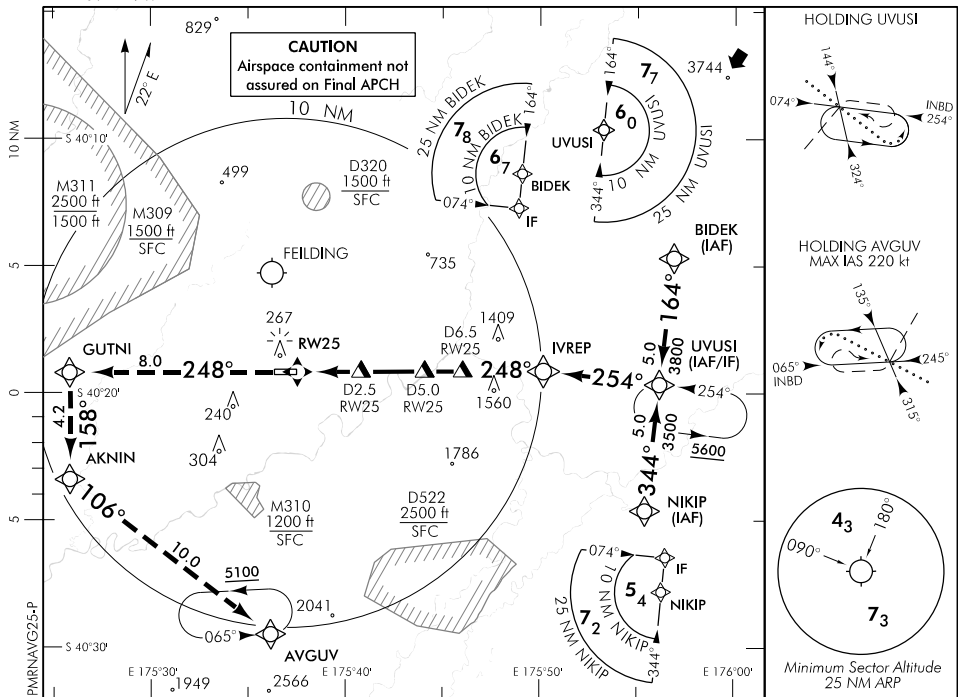 829
CAUTION
Airspace containment not
assured on Final APCH
22° E
10 NM
10 NM
S 40°10'
499
D320
1500 ft
SFC
M311
2500 ft
1500 ft
M309
1500 ft
SFC
25 NM BIDEK
7₈
10 NM BIDEK
6₇
164°
074°
BIDEK
IF
164°
7₇
6₀
UVUSI
10 NM UVUSI
25 NM UVUSI
344°
3744
FEILDING
5
735
267
RW25
1409
D6.5
RW25
IVREP
BIDEK
(IAF)
164°
5.0
3800
UVUSI
(IAF/IF)
GUTNI
8.0
248°
D2.5
RW25
D5.0
RW25
248°
254°
254°
1560
0
S 40°20'
4.2
158°
240
304
AKNIN
1786
5.0
3500
344°
5600
NIKIP
(IAF)
106°
10.0
M310
1200 ft
SFC
D522
2500 ft
SFC
5
5100
2041
065°
AVGUV
074°
IF
5₄
10 NM NIKIP
NIKIP
7₂
25 NM NIKIP
344°
S 40°30'
E 175°30'
E 175°40'
E 175°50'
E 176°00'
1949
2566
PMRNAVG25-P
HOLDING UVUSI
144°
074°
INBD
254°
324°
HOLDING AVGUV
MAX IAS 220 kt
135°
065°
INBD
245°
315°
4₃
180°
090°
7₃
Minimum Sector Altitude
25 NM ARP